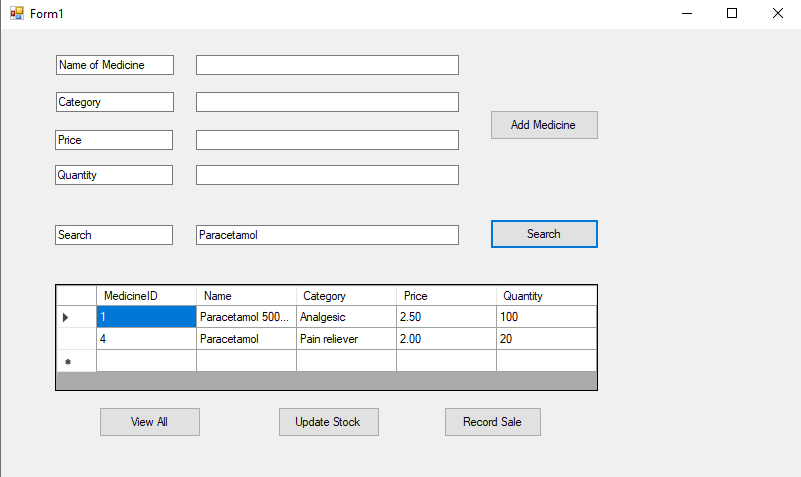 Form1
Name of Medicine
Category
Add Medicine
Price
Quantity
Search Paracetamol Search
MedicineID Name Category Price Quantity
1 Paracetamol 500... Analgesic 2.50 100
4 Paracetamol Pain reliever 2.00 20
View All Update Stock Record Sale